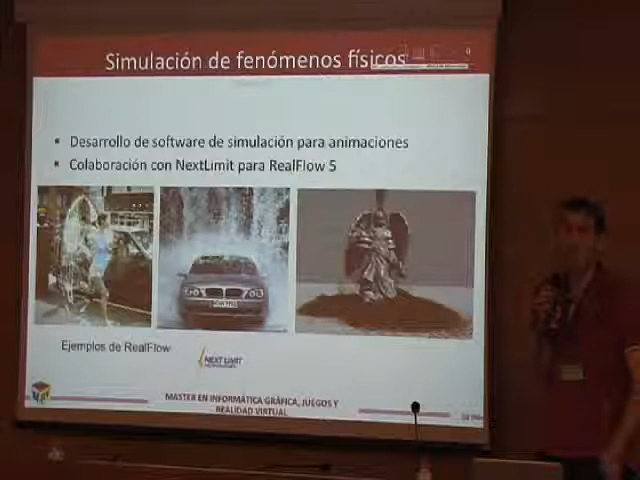 Simulación de fenómenos físicos
Desarrollo de software de simulación para animaciones
Colaboración con NextLimit para RealFlow 5
Ejemplos de RealFlow
NEXT LIMIT
MASTER EN INFORMÁTICA GRÁFICA, JUEGOS Y
REALIDAD VIRTUAL